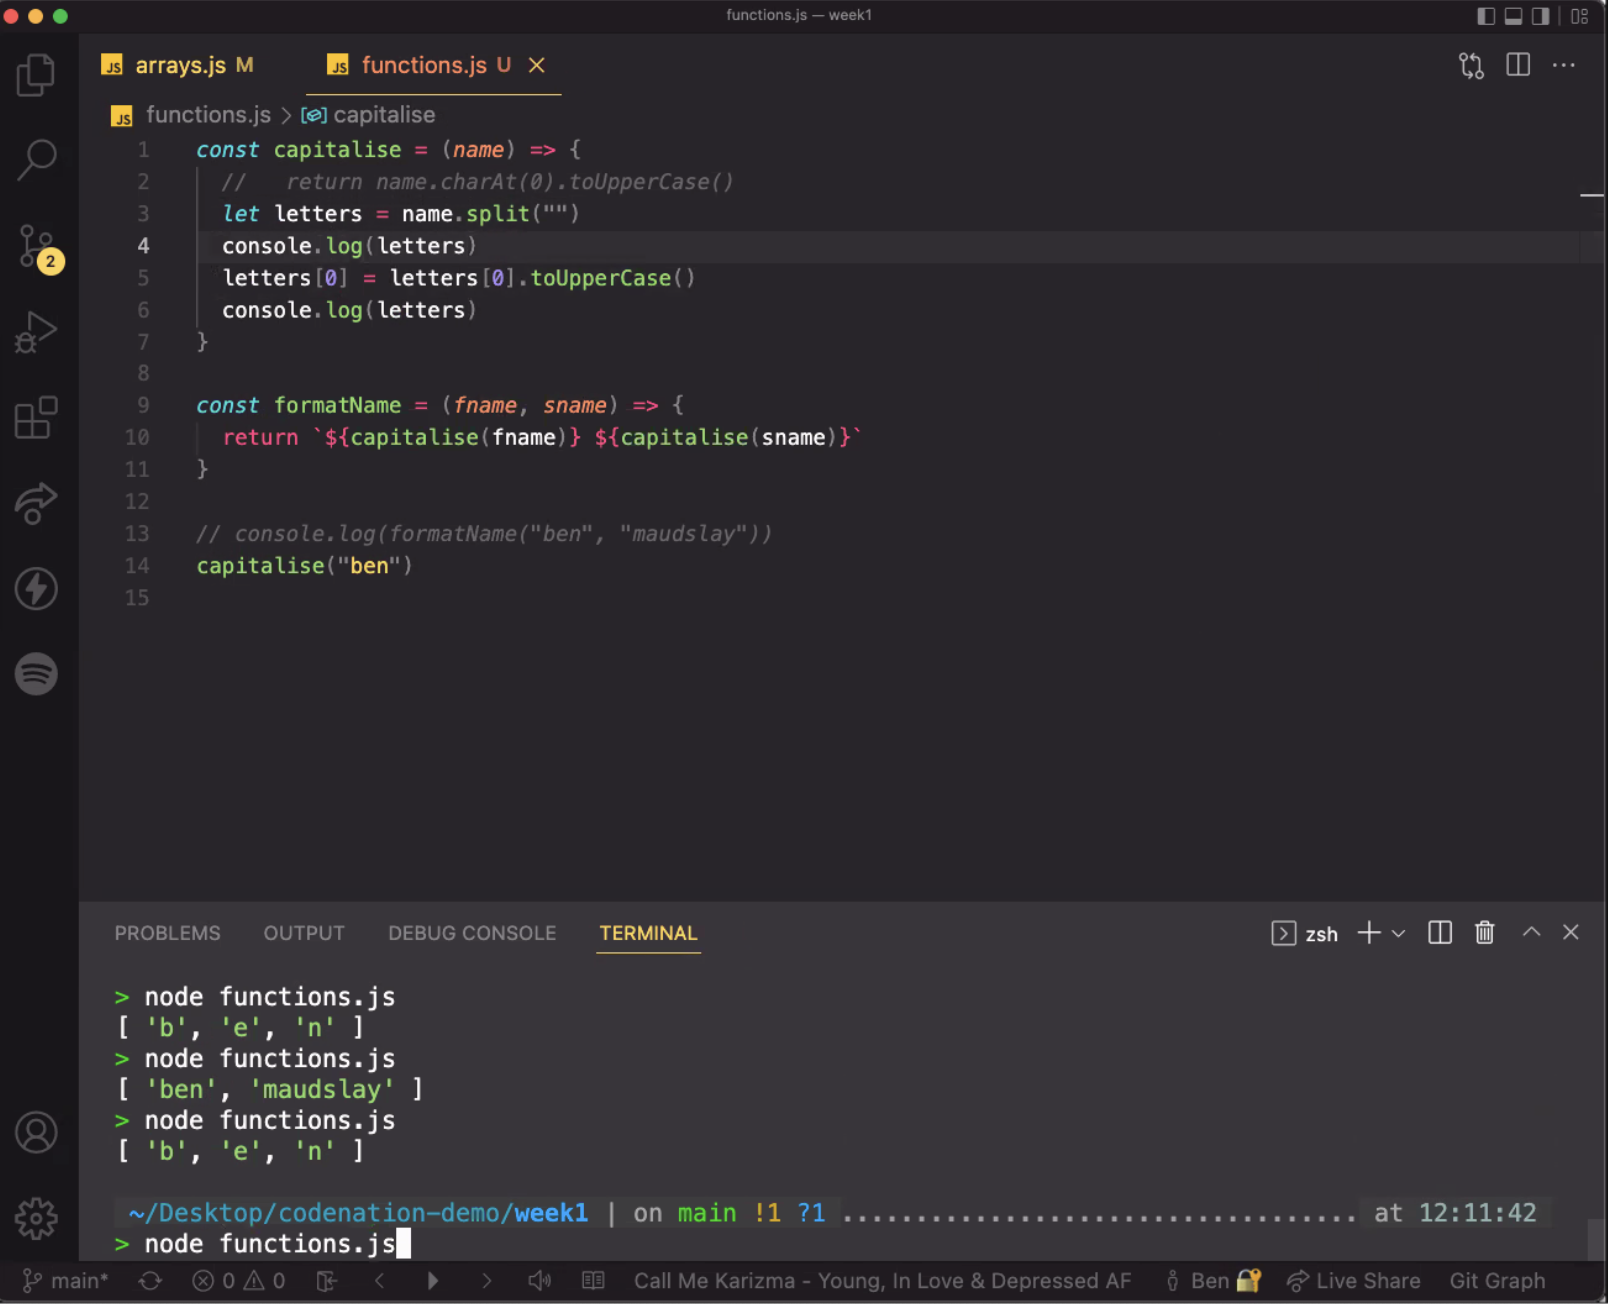 functions.js — week1
JS arrays.js M JS functions.js U
JS functions.js > capitalise
1 const capitalise = (name) => {
2 //   return name.charAt(0).toUpperCase()
3 let letters = name.split("")
4 console.log(letters)
5 letters[0] = letters[0].toUpperCase()
6 console.log(letters)
7 }
8
9 const formatName = (fname, sname) => {
10 return `${capitalise(fname)} ${capitalise(sname)}`
11 }
12
13 // console.log(formatName("ben", "maudslay"))
14 capitalise("ben")
15
2
PROBLEMS OUTPUT DEBUG CONSOLE TERMINAL zsh
> node functions.js
[ 'b', 'e', 'n' ]
> node functions.js
[ 'ben', 'maudslay' ]
> node functions.js
[ 'b', 'e', 'n' ]
~/Desktop/codenation-demo/week1 | on main !1 ?1 ................................... at 12:11:42
> node functions.js
main* 0 0 Call Me Karizma - Young, In Love & Depressed AF Ben Live Share Git Graph